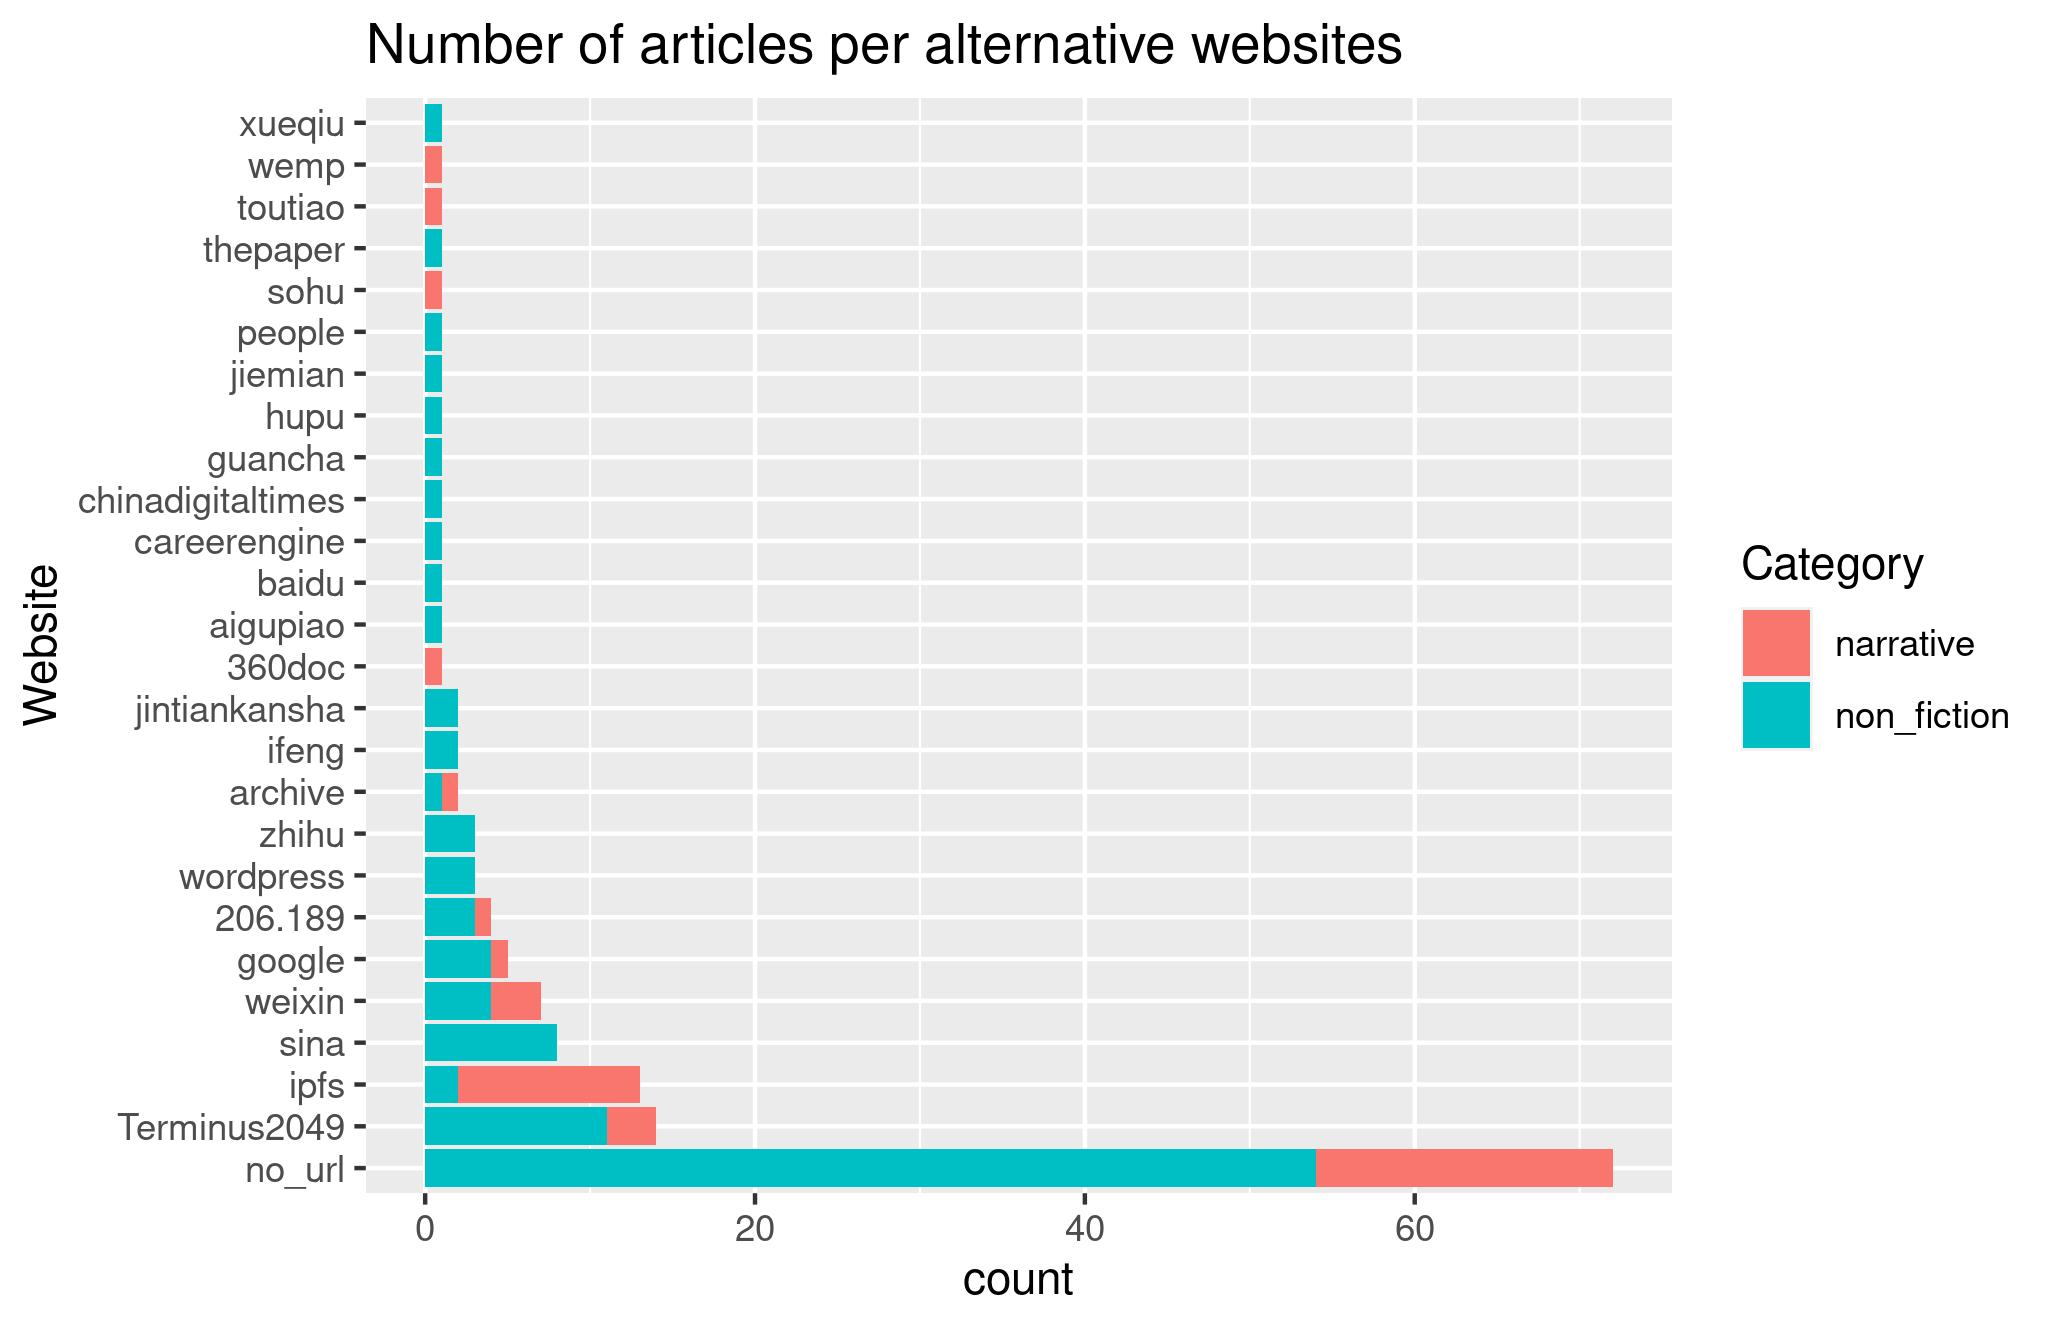 Number of articles per alternative websites
xueqiu
wemp
toutiao
thepaper
sohu
people
jiemian
hupu
guancha
chinadigitaltimes
careerengine
baidu
aigupiao
360doc
jintiankansha
ifeng
archive
zhihu
wordpress
206.189
google
weixin
sina
ipfs
Terminus2049
no_url
Website
0 20 40 60
count
Category
narrative
non_fiction